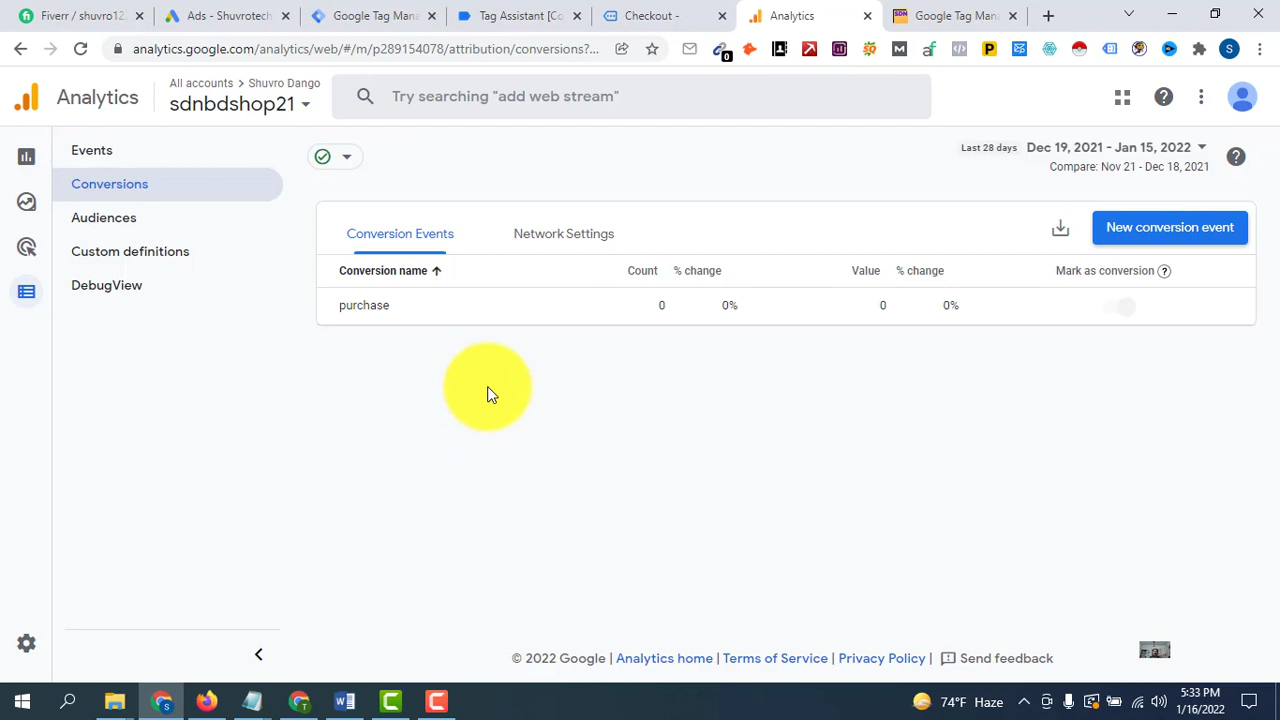 Fiverr / shuvro12
Ads - Shuvrotech
Google Tag Mana
Tag Assistant [Co
Checkout -
Analytics
Google Tag Mana
analytics.google.com/analytics/web/#/m/p289154078/attribution/conversions?...
0
S
Analytics
All accounts > Shuvro Dango
sdnbdshop21
Try searching "add web stream"
Events
Conversions
Audiences
Custom definitions
DebugView
Last 28 days Dec 19, 2021 - Jan 15, 2022
Compare: Nov 21 - Dec 18, 2021
Conversion Events
Network Settings
New conversion event
Conversion name Count % change Value % change Mark as conversion
purchase 0 0% 0 0%
© 2022 Google | Analytics home | Terms of Service | Privacy Policy | Send feedback
74°F Haze
5:33 PM
1/16/2022